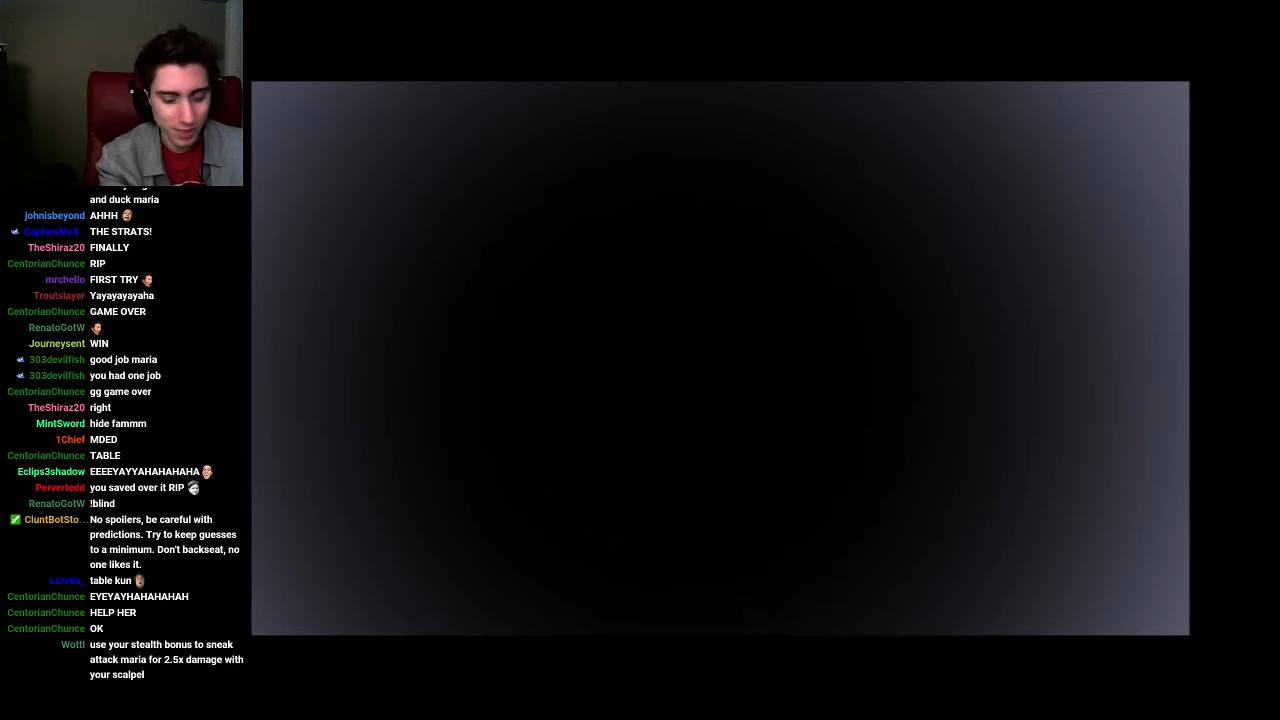 and duck maria
johnisbeyond AHHH
THE STRATS!
TheShiraz20 FINALLY
CentorianChunce RIP
mrchello FIRST TRY
Troutslayar Yayayayayaha
CentorianChunce GAME OVER
RenatoGotW
Journeysent WIN
303devilfish good job maria
303devilfish you had one job
CentorianChunce gg game over
TheShiraz20 right
MintSword hide fammm
1Chief MDED
CentorianChunce TABLE
Eclips3shadow EEEEYAYYAHAHAHAHA
Pervertedd you saved over it RIP
RenatoGotW !blind
CluntBotSto... No spoilers, be careful with
predictions. Try to keep guesses
to a minimum. Don't backseat, no
one likes it.
table kun
CentorianChunce EYEYAYHAHAHAHAH
CentorianChunce HELP HER
CentorianChunce OK
Wottl use your stealth bonus to sneak
attack maria for 2.5x damage with
your scalpel